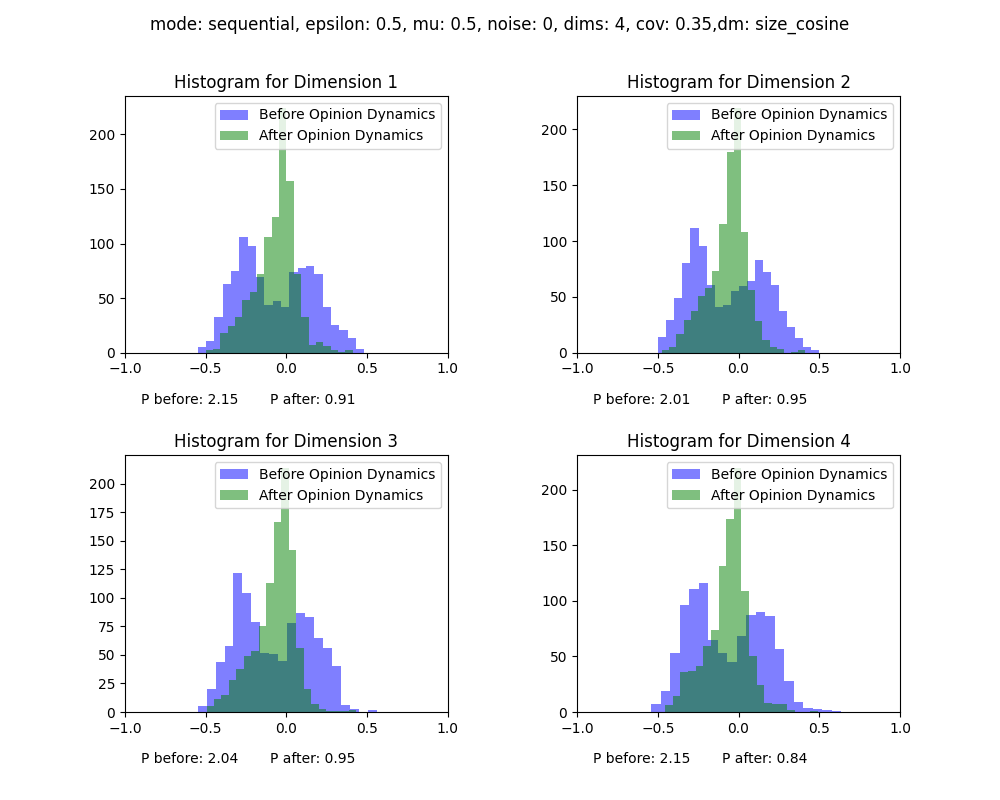 mode: sequential, epsilon: 0.5, mu: 0.5, noise: 0, dims: 4, cov: 0.35,dm: size_cosine
Histogram for Dimension 1
Before Opinion Dynamics
After Opinion Dynamics
200
150
100
50
0
−1.0 −0.5 0.0 0.5 1.0
P before: 2.15 P after: 0.91
Histogram for Dimension 2
Before Opinion Dynamics
After Opinion Dynamics
200
150
100
50
0
−1.0 −0.5 0.0 0.5 1.0
P before: 2.01 P after: 0.95
Histogram for Dimension 3
Before Opinion Dynamics
After Opinion Dynamics
200
175
150
125
100
75
50
25
0
−1.0 −0.5 0.0 0.5 1.0
P before: 2.04 P after: 0.95
Histogram for Dimension 4
Before Opinion Dynamics
After Opinion Dynamics
200
150
100
50
0
−1.0 −0.5 0.0 0.5 1.0
P before: 2.15 P after: 0.84